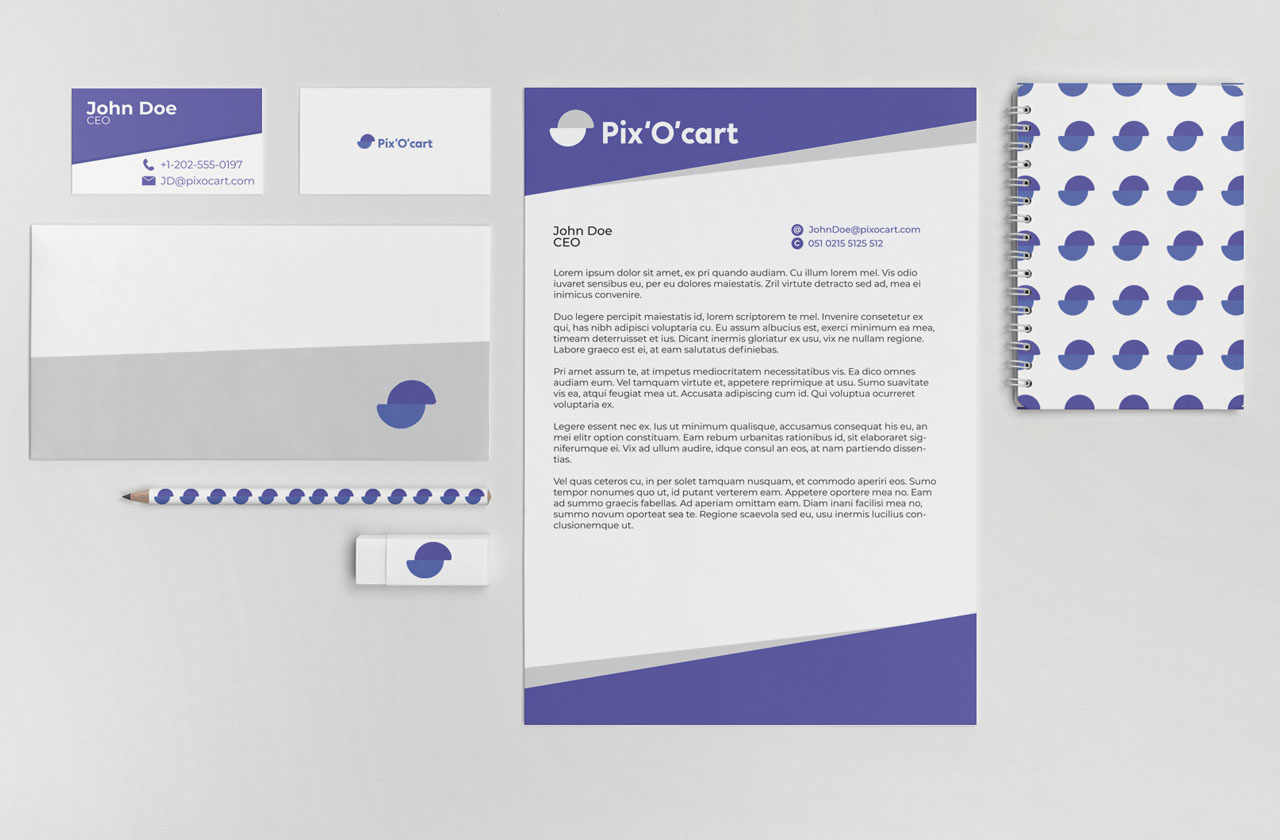 John Doe
CEO
+1-202-555-0197
JD@pixocart.com
Pix'O'cart
Pix'O'cart
John Doe
CEO
@ JohnDoe@pixocart.com
C 051 0215 5125 512
Lorem ipsum dolor sit amet, ex pri quando audiam. Cu illum lorem mel. Vis odio
iuvaret sensibus eu, per eu dolores maiestatis. Zril virtute detracto sed ad, mea ei
inimicus convenire.
Duo legere percipit maiestatis id, lorem scriptorem te mel. Invenire consetetur ex
qui, has nibh adipisci voluptaria cu. Eu assum albucius est, exerci minimum ea mea,
timeam deterruisset et ius. Dicant inermis gloriatur ex usu, vix ne nullam regione.
Labore graeco est ei, at eam salutatus definiebas.
Pri amet assum te, at impetus mediocritatem necessitatibus vis. Ea dico omnes
audiam eum. Vel tamquam virtute et, appetere reprimique at usu. Sumo suavitate
vis ea, atqui feugiat mea ut. Accusata adipiscing cum id. Qui voluptua ocurreret
voluptaria ex.
Legere essent nec ex. Ius ut minimum qualisque, accusamus consequat his eu, an
mei elitr option constituam. Eam rebum urbanitas rationibus id, sit elaboraret sig-
niferumque ei. Vix ad ullum audire, idque consul an eos, at nam partiendo dissen-
tias.
Vel quas ceteros cu, in per solet tamquam nusquam, et commodo aperiri eos. Sumo
tempor nonumes quo ut, id putant verterem eam. Appetere oportere mea no. Eam
ad summo graecis fabellas. Ad aperiam omittam eam. Diam inani facilisi mea no,
summo novum oporteat sea te. Regione scaevola sed eu, usu inermis lucilius con-
clusionemque ut.